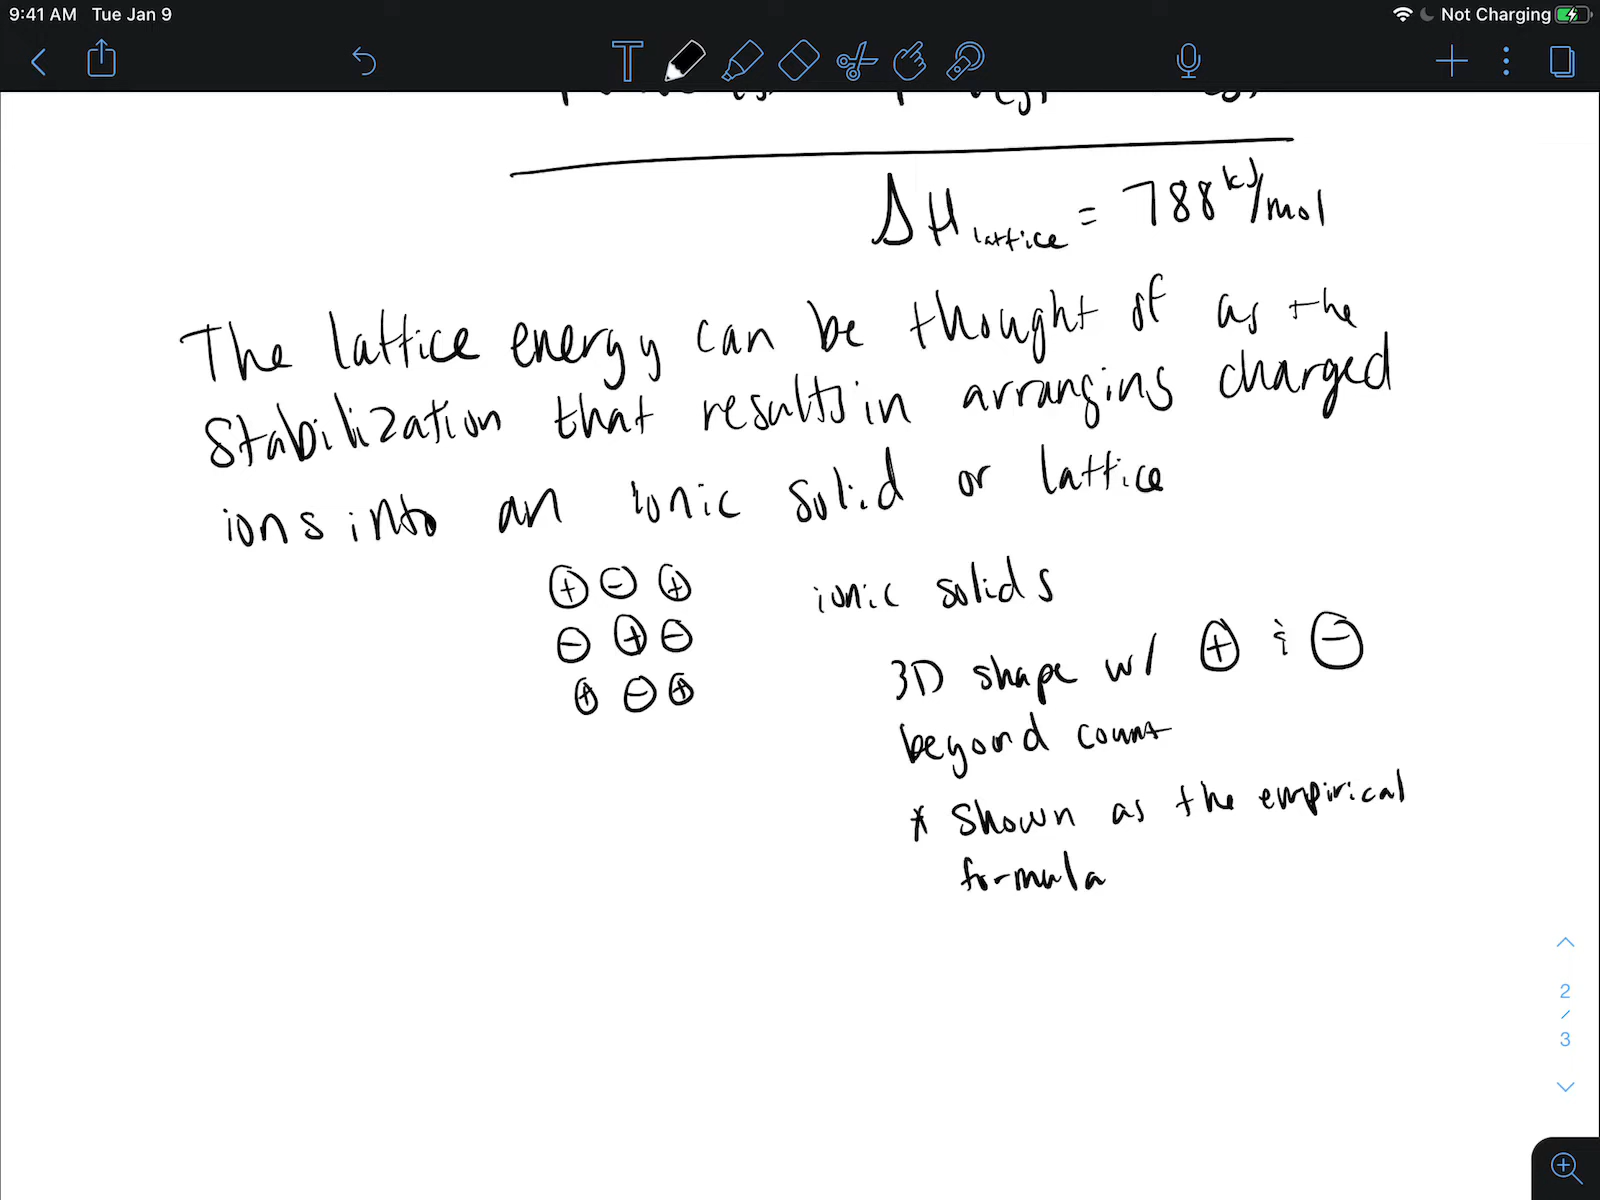 9:41 AM Tue Jan 9
Not Charging
T
ΔH lattice = 788 kJ/mol
The lattice energy can be thought of as the
stabilization that results in arranging charged
ions into an ionic solid or lattice
+ − +
− + −
+ − +
ionic solids
3D shape w/ + & −
beyond count
* Shown as the empirical
formula
2
/
3